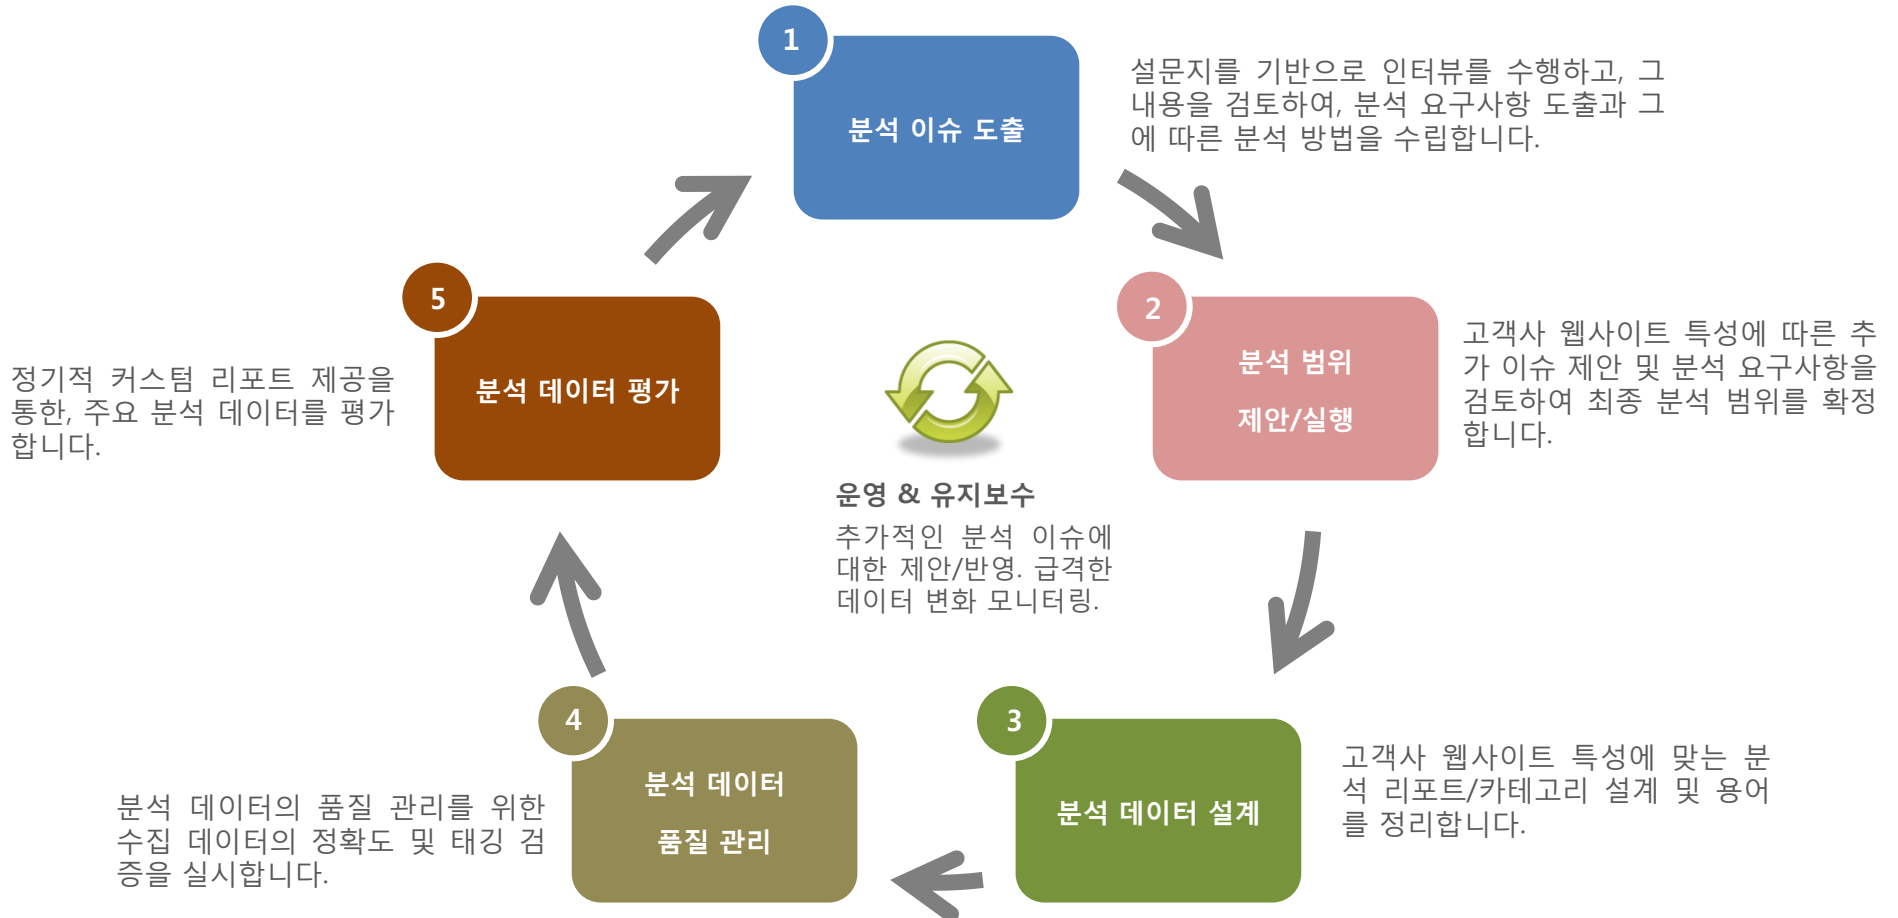 1
분석 이슈 도출
설문지를 기반으로 인터뷰를 수행하고, 그
내용을 검토하여, 분석 요구사항 도출과 그
에 따른 분석 방법을 수립합니다.
2
분석 범위
제안/실행
고객사 웹사이트 특성에 따른 추
가 이슈 제안 및 분석 요구사항을
검토하여 최종 분석 범위를 확정
합니다.
3
분석 데이터 설계
고객사 웹사이트 특성에 맞는 분
석 리포트/카테고리 설계 및 용어
를 정리합니다.
4
분석 데이터
품질 관리
분석 데이터의 품질 관리를 위한
수집 데이터의 정확도 및 태깅 검
증을 실시합니다.
5
분석 데이터 평가
정기적 커스텀 리포트 제공을
통한, 주요 분석 데이터를 평가
합니다.
운영 & 유지보수
추가적인 분석 이슈에
대한 제안/반영. 급격한
데이터 변화 모니터링.